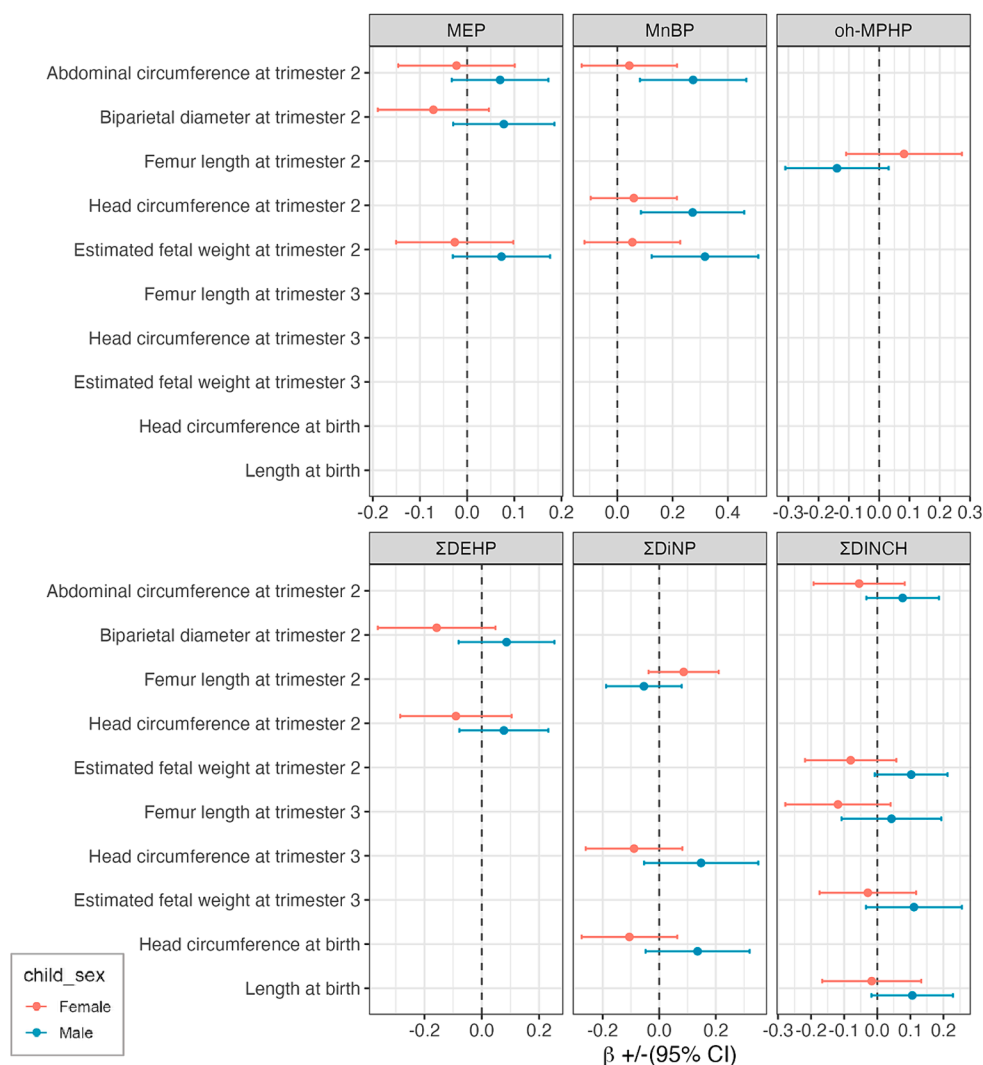 MEP MnBP oh-MPHP
Abdominal circumference at trimester 2
Biparietal diameter at trimester 2
Femur length at trimester 2
Head circumference at trimester 2
Estimated fetal weight at trimester 2
Femur length at trimester 3
Head circumference at trimester 3
Estimated fetal weight at trimester 3
Head circumference at birth
Length at birth
-0.2 -0.1 0.0 0.1 0.2 0.0 0.2 0.4 -0.3 -0.2 -0.1 0.0 0.1 0.2 0.3
ΣDEHP ΣDiNP ΣDINCH
Abdominal circumference at trimester 2
Biparietal diameter at trimester 2
Femur length at trimester 2
Head circumference at trimester 2
Estimated fetal weight at trimester 2
Femur length at trimester 3
Head circumference at trimester 3
Estimated fetal weight at trimester 3
Head circumference at birth
Length at birth
-0.2 0.0 0.2 -0.2 0.0 0.2 -0.2 -0.1 0.0 0.1 0.2
β +/-(95% CI)
child_sex
Female
Male